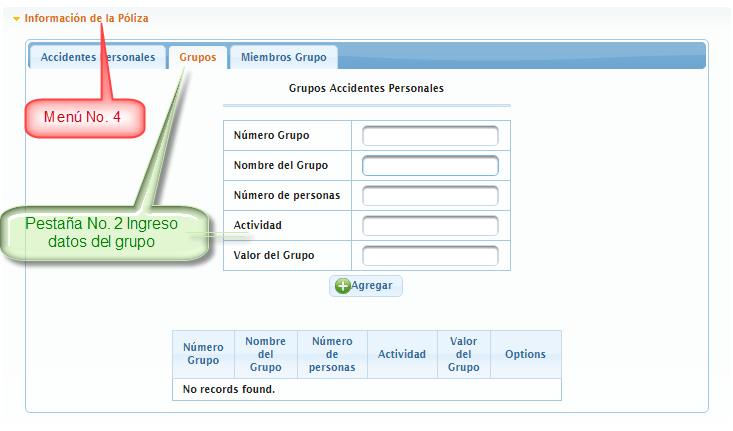 Información de la Póliza
Accidentes Personales Grupos Miembros Grupo
Grupos Accidentes Personales
Menú No. 4
Número Grupo
Nombre del Grupo
Número de personas
Pestaña No. 2 Ingreso
datos del grupo
Actividad
Valor del Grupo
Agregar
Número
Grupo
Nombre
del
Grupo
Número
de
personas
Actividad
Valor
del
Grupo
Options
No records found.